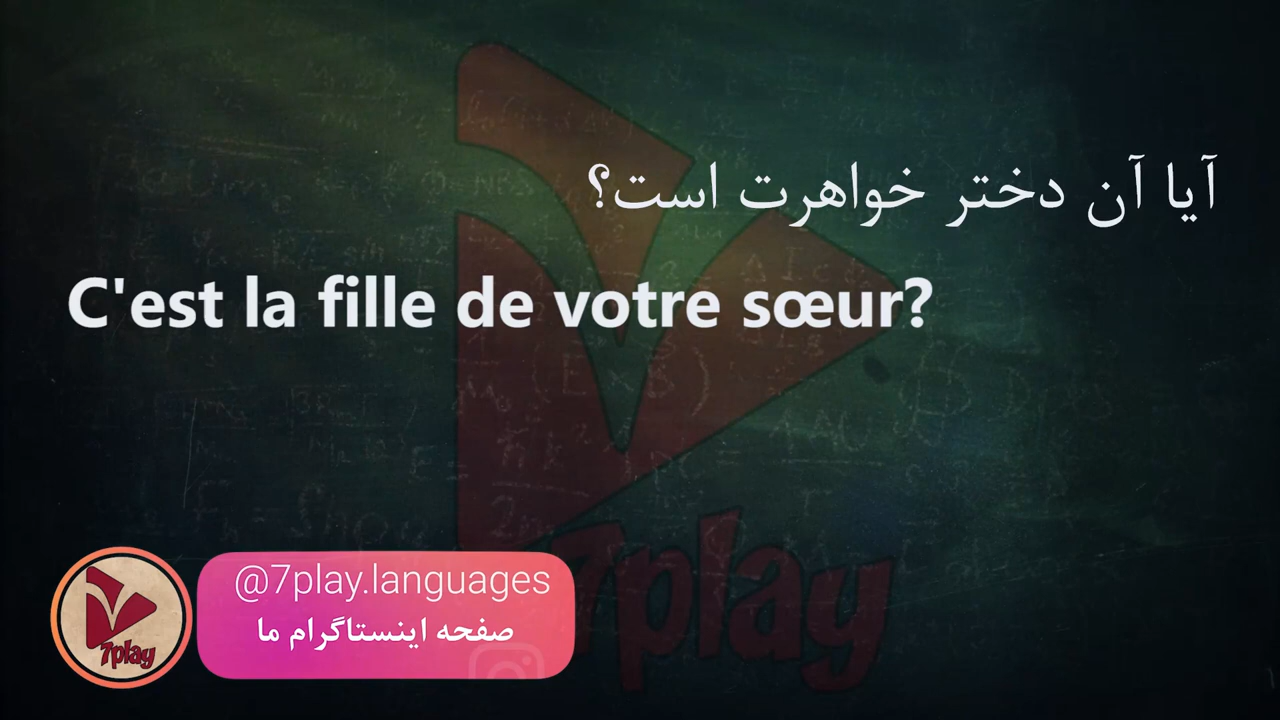 آیا آن دختر خواهرت است؟
C'est la fille de votre sœur?
@7play.languages
صفحه اینستاگرام ما
7play
7play